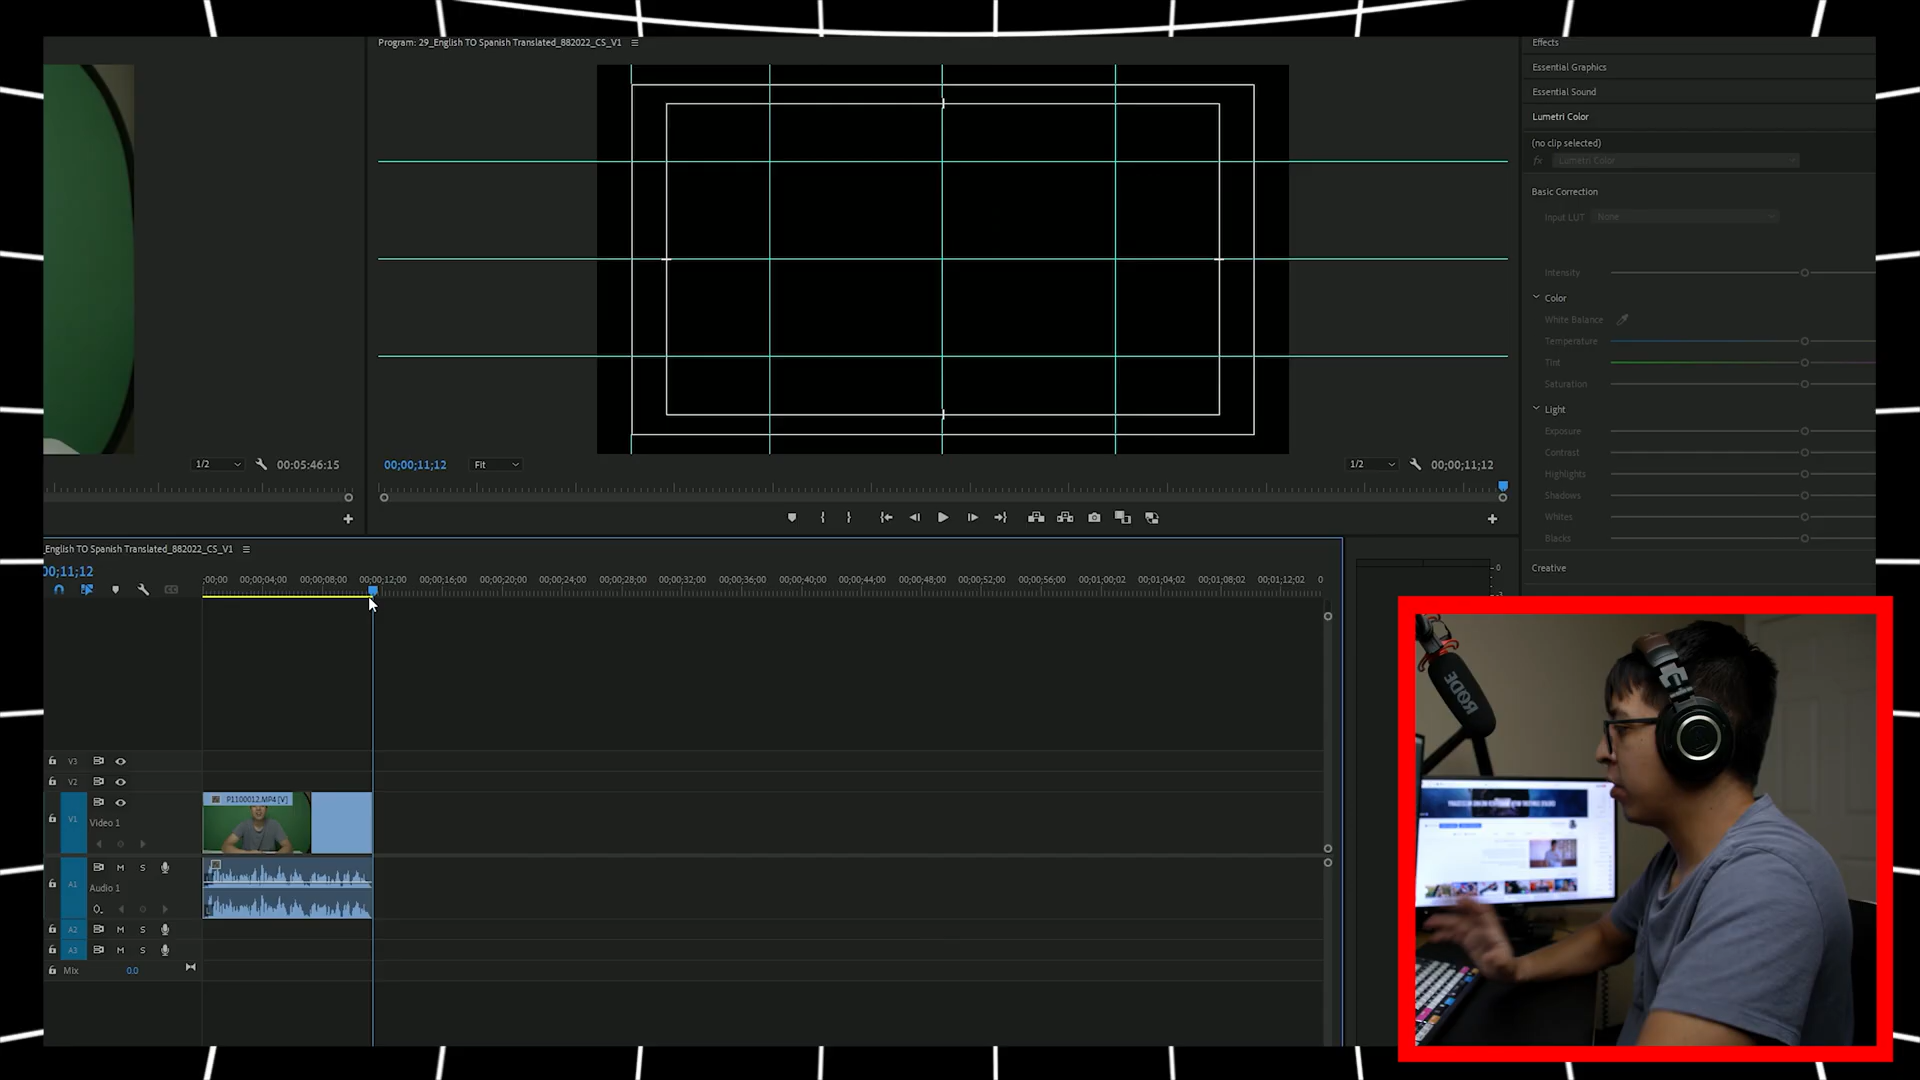 Program: 29_English TO Spanish Translated_882022_CS_V1
Effects
Essential Graphics
Essential Sound
Lumetri Color
(no clip selected)
fx Lumetri Color
Basic Correction
Input LUT None
Intensity
Color
White Balance
Temperature
Tint
Saturation
Light
Exposure
Contrast
Highlights
Shadows
Whites
Blacks
Creative
1/2 00:05:46:15
00;00;11;12 Fit 1/2 00;00;11;12
_English TO Spanish Translated_882022_CS_V1
00;11;12
;00;00 00;00;04;00 00;00;08;00 00;00;12;00 00;00;16;00 00;00;20;00 00;00;24;00 00;00;28;00 00;00;32;00 00;00;36;00 00;00;40;00 00;00;44;00 00;00;48;00 00;00;52;00 00;00;56;00 00;01;00;02 00;01;04;02 00;01;08;02 00;01;12;02 0
0
V3
V2
V1 Video 1
P1100012.MP4 [V]
A1 M S
Audio 1
A2 M S
A3 M S
Mix 0.0
RØDE